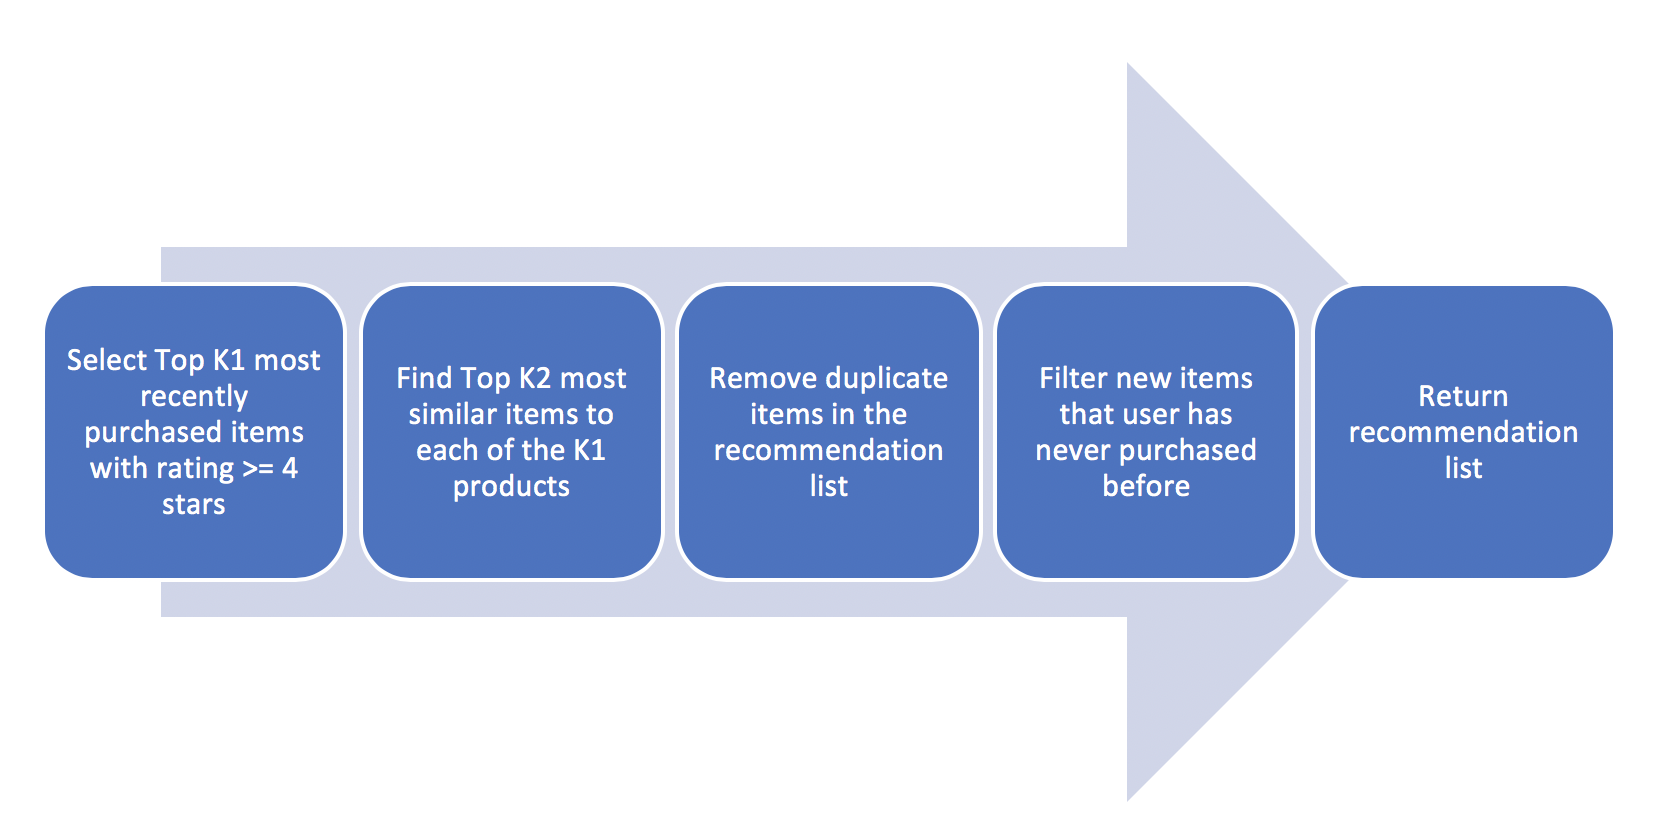 Select Top K1 most
recently
purchased items
with rating >= 4
stars
Find Top K2 most
similar items to
each of the K1
products
Remove duplicate
items in the
recommendation
list
Filter new items
that user has
never purchased
before
Return
recommendation
list